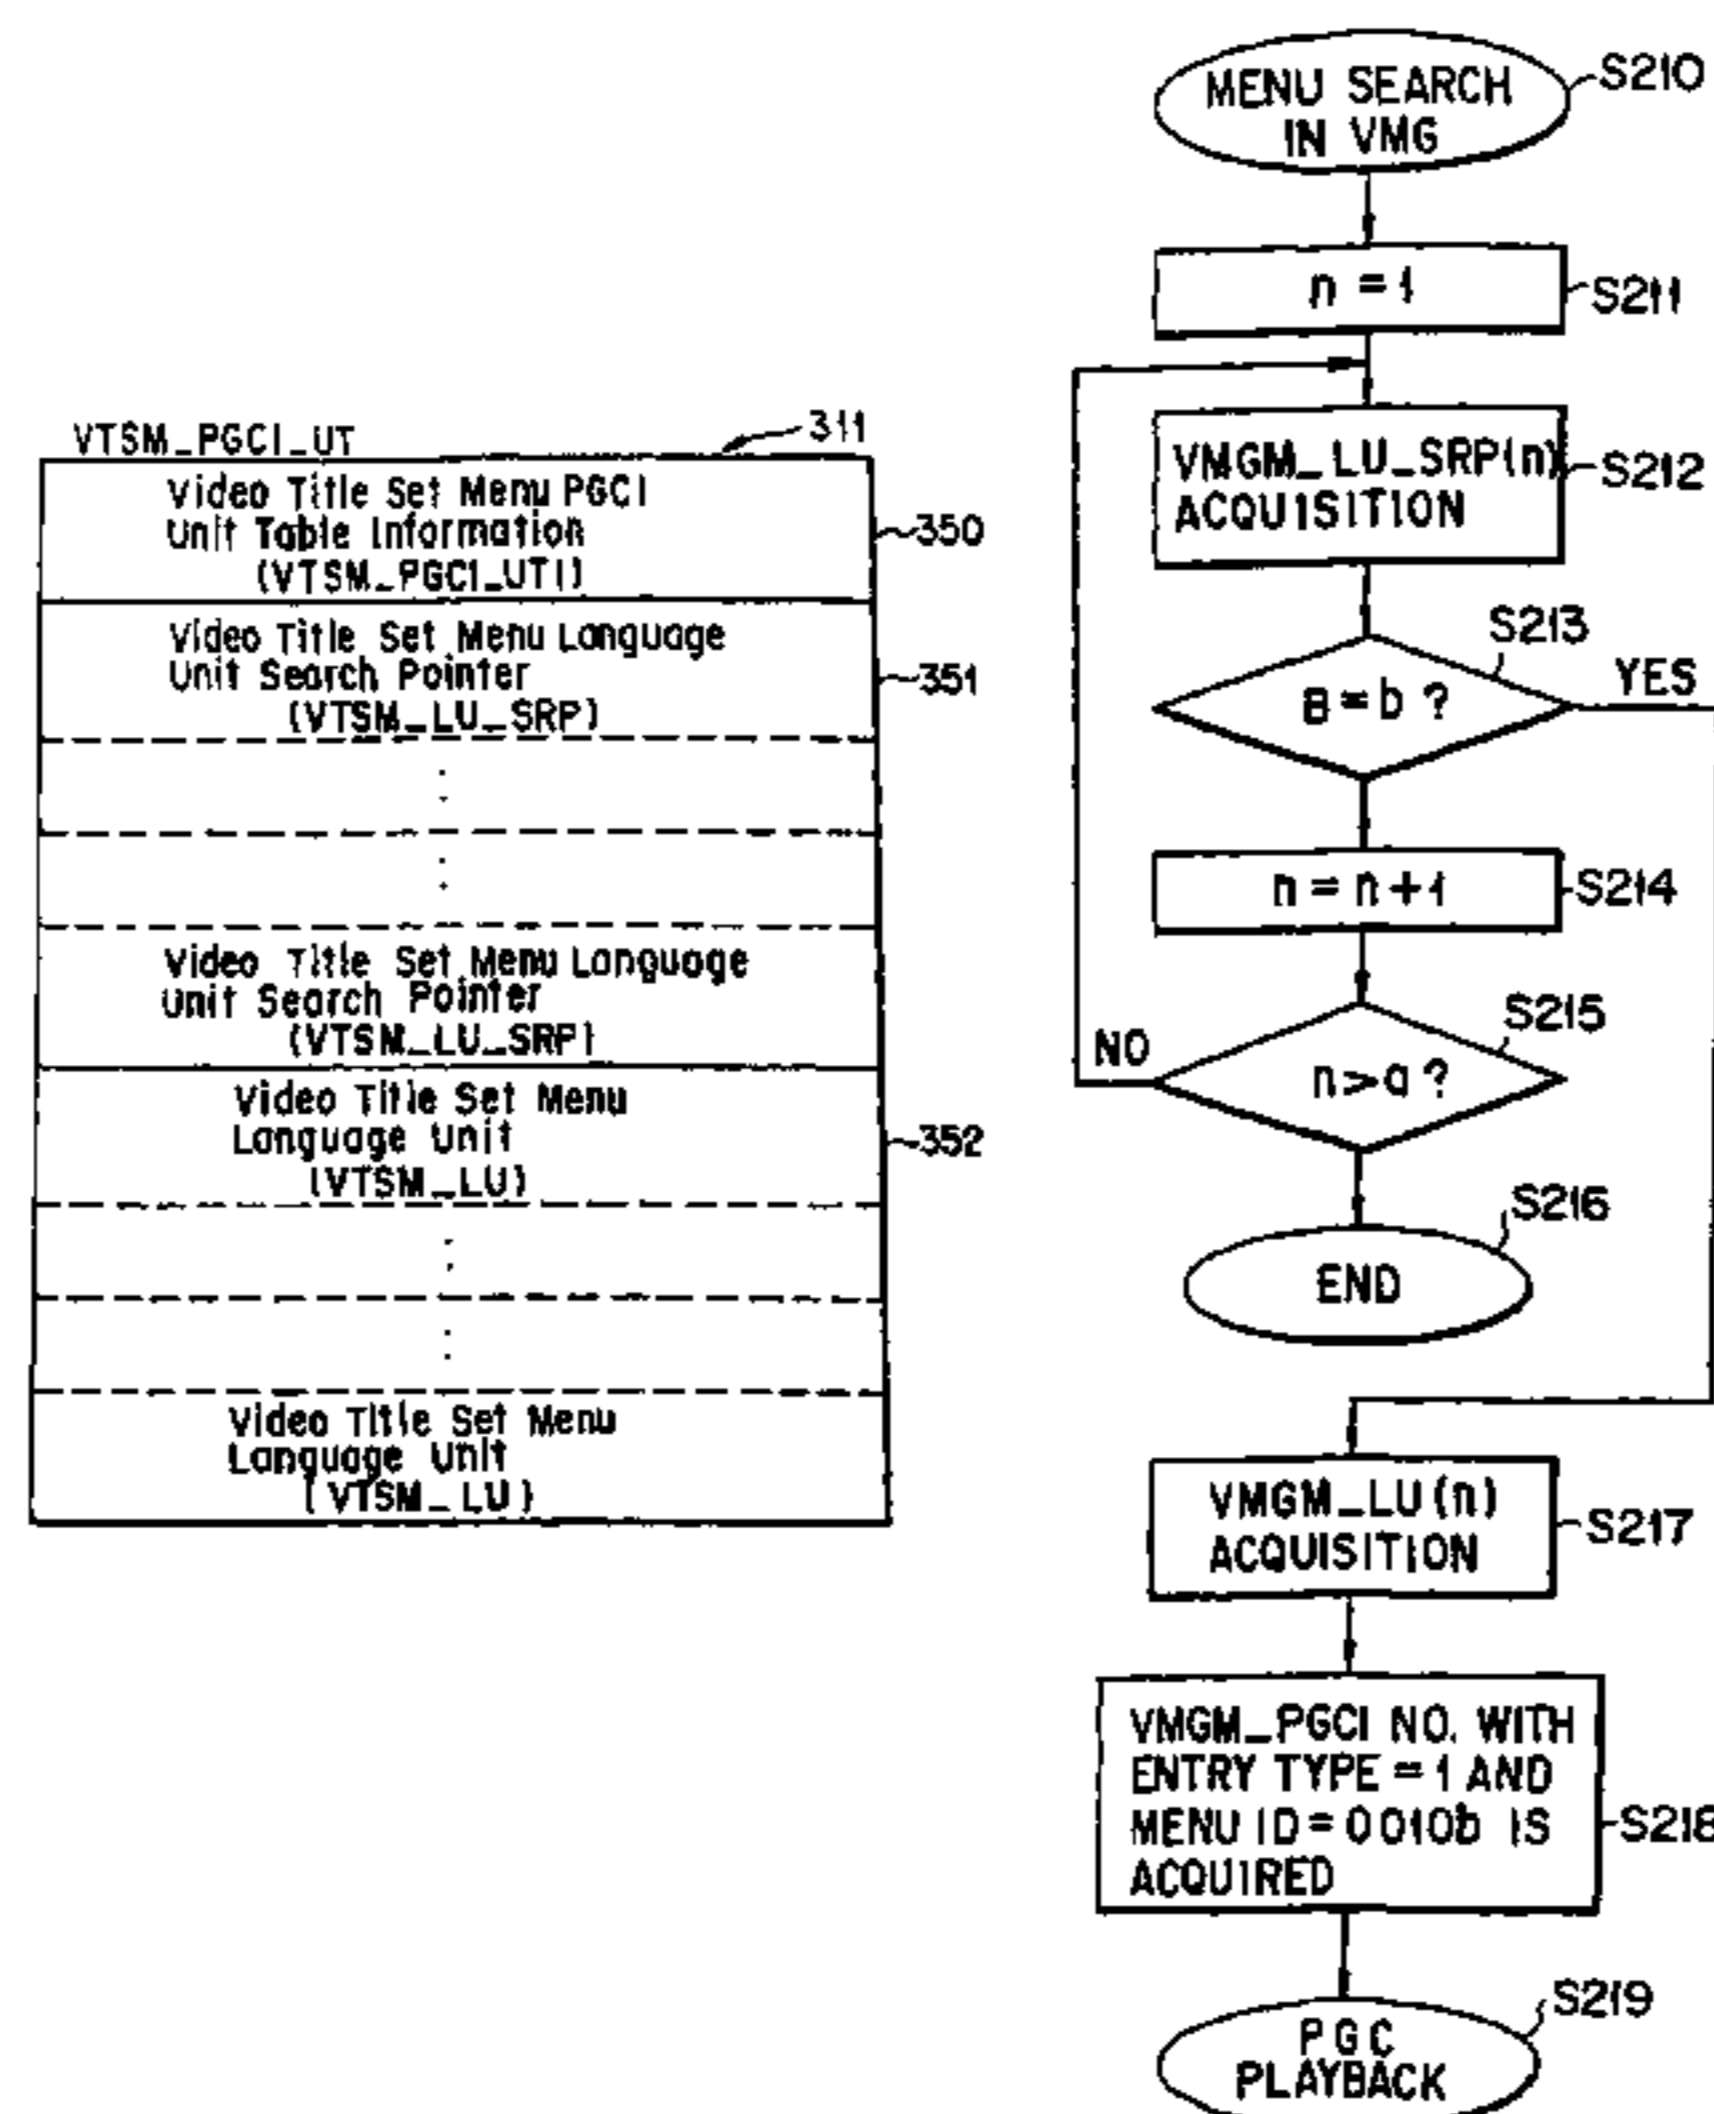 VTSM_PGCI_UT
311
Video Title Set Menu PGCI
Unit Table Information
(VTSM_PGCI_UTI)
350
Video Title Set Menu Language
Unit Search Pointer
(VTSM_LU_SRP)
351
Video Title Set Menu Language
Unit Search Pointer
(VTSM_LU_SRP)
Video Title Set Menu
Language Unit
(VTSM_LU)
352
Video Title Set Menu
Language Unit
(VTSM_LU)
MENU SEARCH
IN VMG
S210
n = 1
S211
VMGM_LU_SRP(n)
ACQUISITION
S212
S213
B = b ?
YES
n = n + 1
S214
S215
NO
n > a ?
S216
END
VMGM_LU (n)
ACQUISITION
S217
VMGM_PGCI NO. WITH
ENTRY TYPE = 1 AND
MENU ID = 0010b IS
ACQUIRED
S218
S219
PGC
PLAYBACK